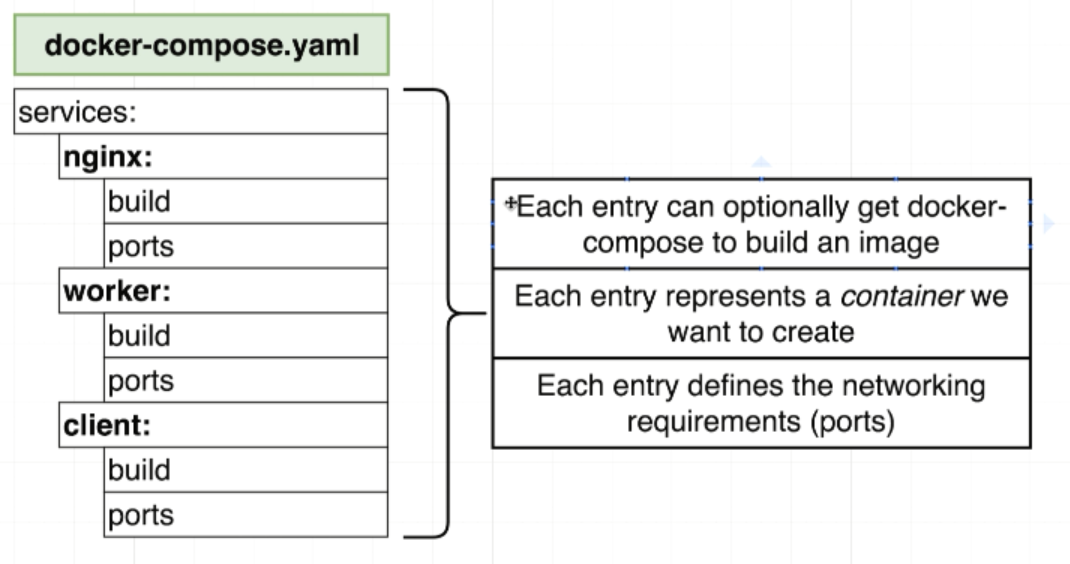 docker-compose.yaml
services:
nginx:
build
ports
worker:
build
ports
client:
build
ports
Each entry can optionally get docker-
compose to build an image
Each entry represents a container we
want to create
Each entry defines the networking
requirements (ports)